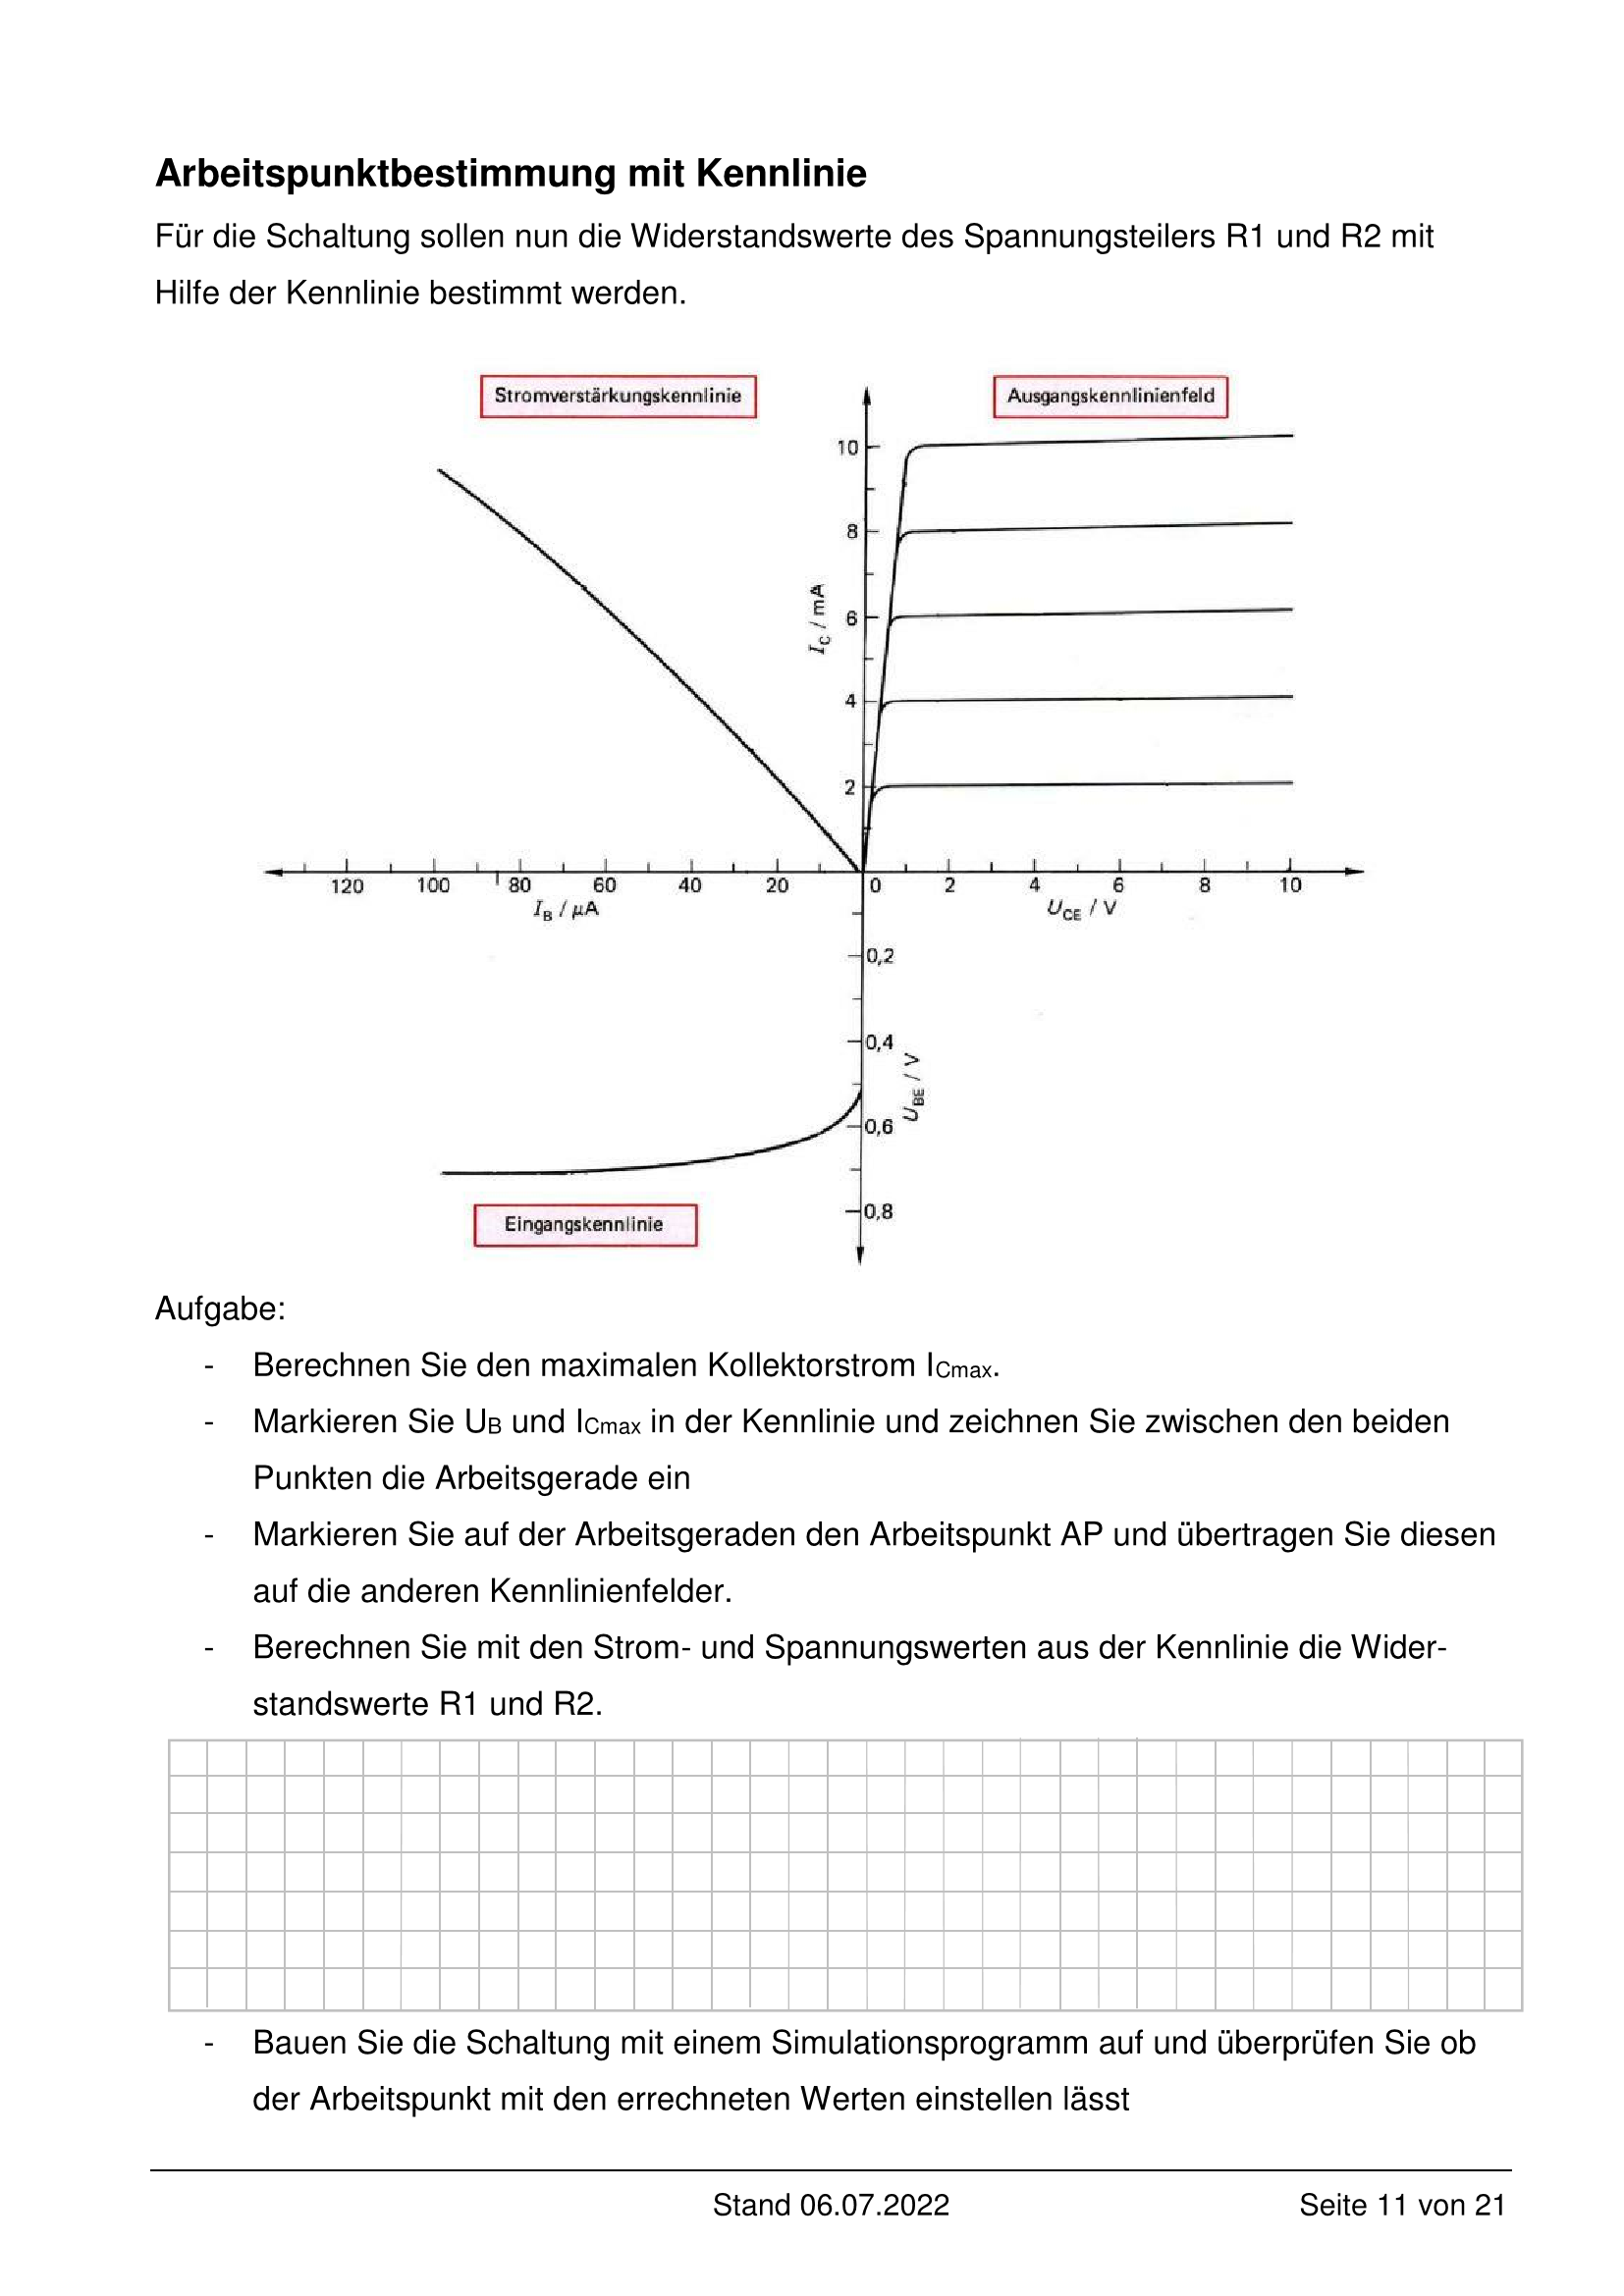 Arbeitspunktbestimmung mit Kennlinie
Für die Schaltung sollen nun die Widerstandswerte des Spannungsteilers R1 und R2 mit
Hilfe der Kennlinie bestimmt werden.
Stromverstärkungskennlinie
Ausgangskennlinienfeld
10
8
6
4
2
I_C / mA
120 100 80 60 40 20 0 2 4 6 8 10
I_B / µA
U_CE / V
0,2
0,4
0,6
0,8
U_BE / V
Eingangskennlinie
Aufgabe:
- Berechnen Sie den maximalen Kollektorstrom ICmax.
- Markieren Sie UB und ICmax in der Kennlinie und zeichnen Sie zwischen den beiden
Punkten die Arbeitsgerade ein
- Markieren Sie auf der Arbeitsgeraden den Arbeitspunkt AP und übertragen Sie diesen
auf die anderen Kennlinienfelder.
- Berechnen Sie mit den Strom- und Spannungswerten aus der Kennlinie die Wider-
standswerte R1 und R2.
- Bauen Sie die Schaltung mit einem Simulationsprogramm auf und überprüfen Sie ob
der Arbeitspunkt mit den errechneten Werten einstellen lässt
Stand 06.07.2022 Seite 11 von 21